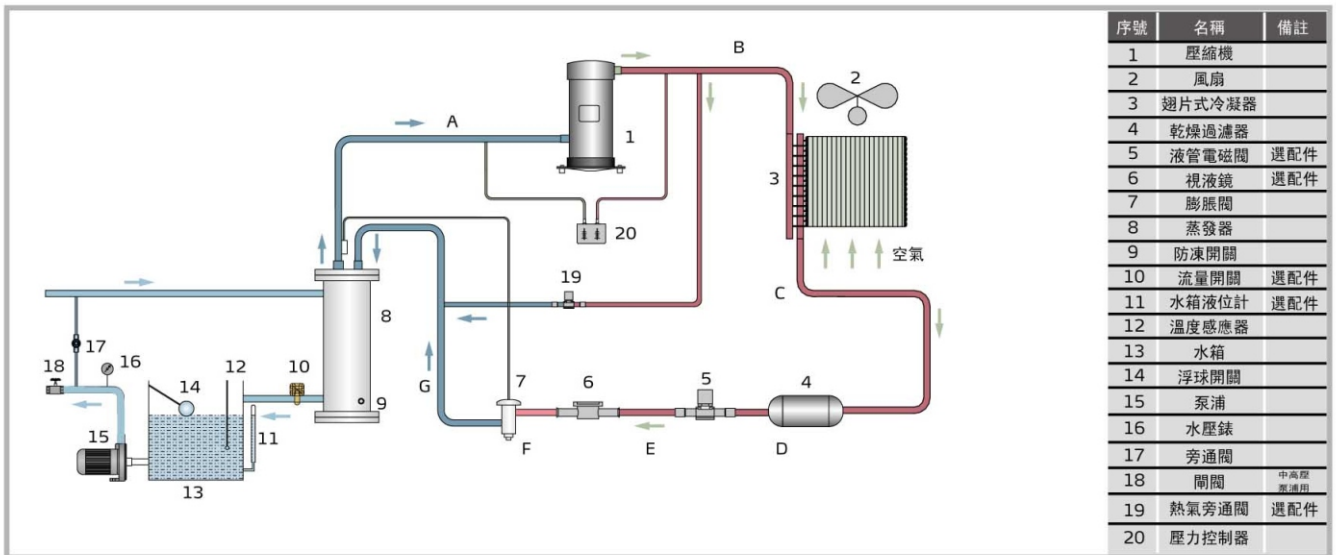 A
B
C
D
E
F
G
1
2
3
4
5
6
7
8
9
10
11
12
13
14
15
16
17
18
19
20
空氣
序號 名稱 備註
1 壓縮機
2 風扇
3 翅片式冷凝器
4 乾燥過濾器
5 液管電磁閥 選配件
6 視液鏡 選配件
7 膨脹閥
8 蒸發器
9 防凍開關
10 流量開關 選配件
11 水箱液位計 選配件
12 溫度感應器
13 水箱
14 浮球開關
15 泵浦
16 水壓錶
17 旁通閥
18 閘閥 中高壓泵浦用
19 熱氣旁通閥 選配件
20 壓力控制器